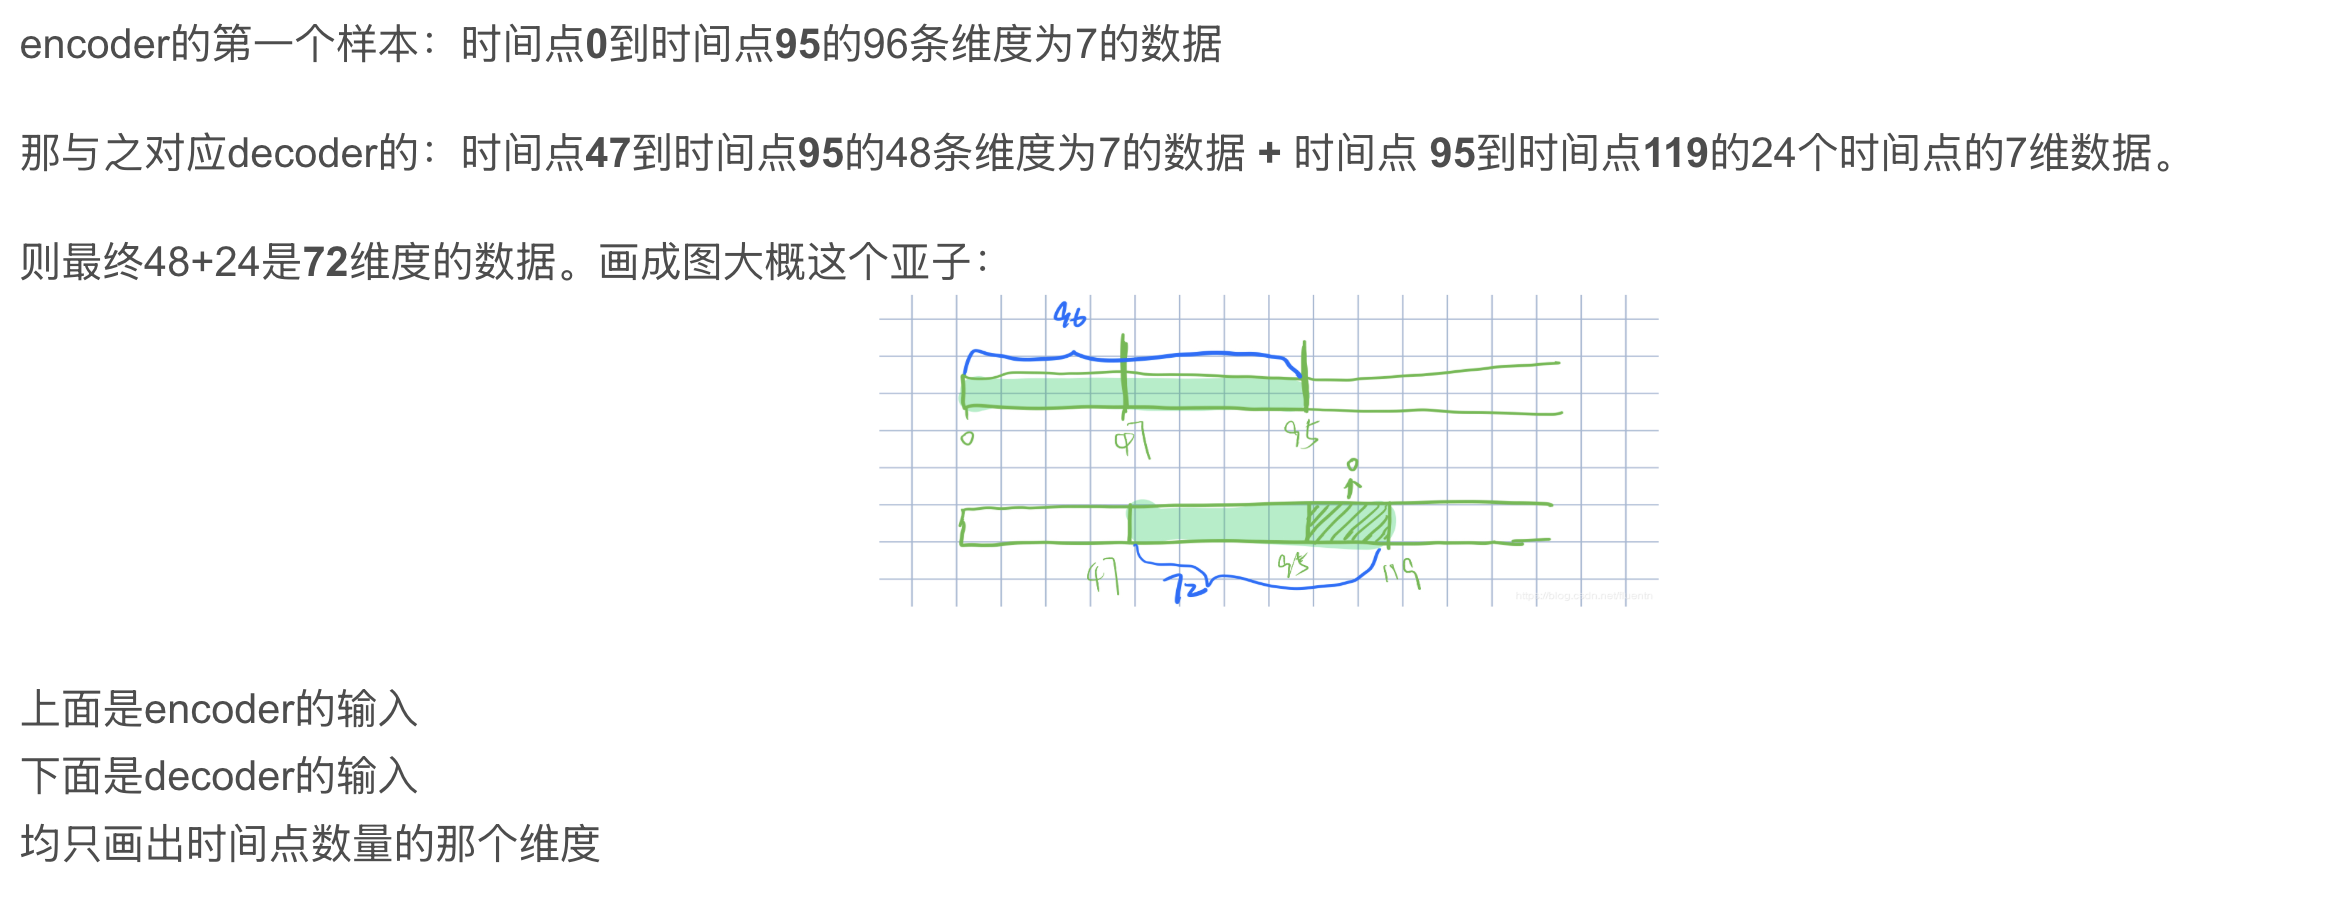 encoder的第一个样本：时间点0到时间点95的96条维度为7的数据
那与之对应decoder的：时间点47到时间点95的48条维度为7的数据 + 时间点 95到时间点119的24个时间点的7维数据。
则最终48+24是72维度的数据。画成图大概这个亚子：
96
0 47 95
0
47 72 95 119
https://blog.csdn.net/fluentn
上面是encoder的输入
下面是decoder的输入
均只画出时间点数量的那个维度